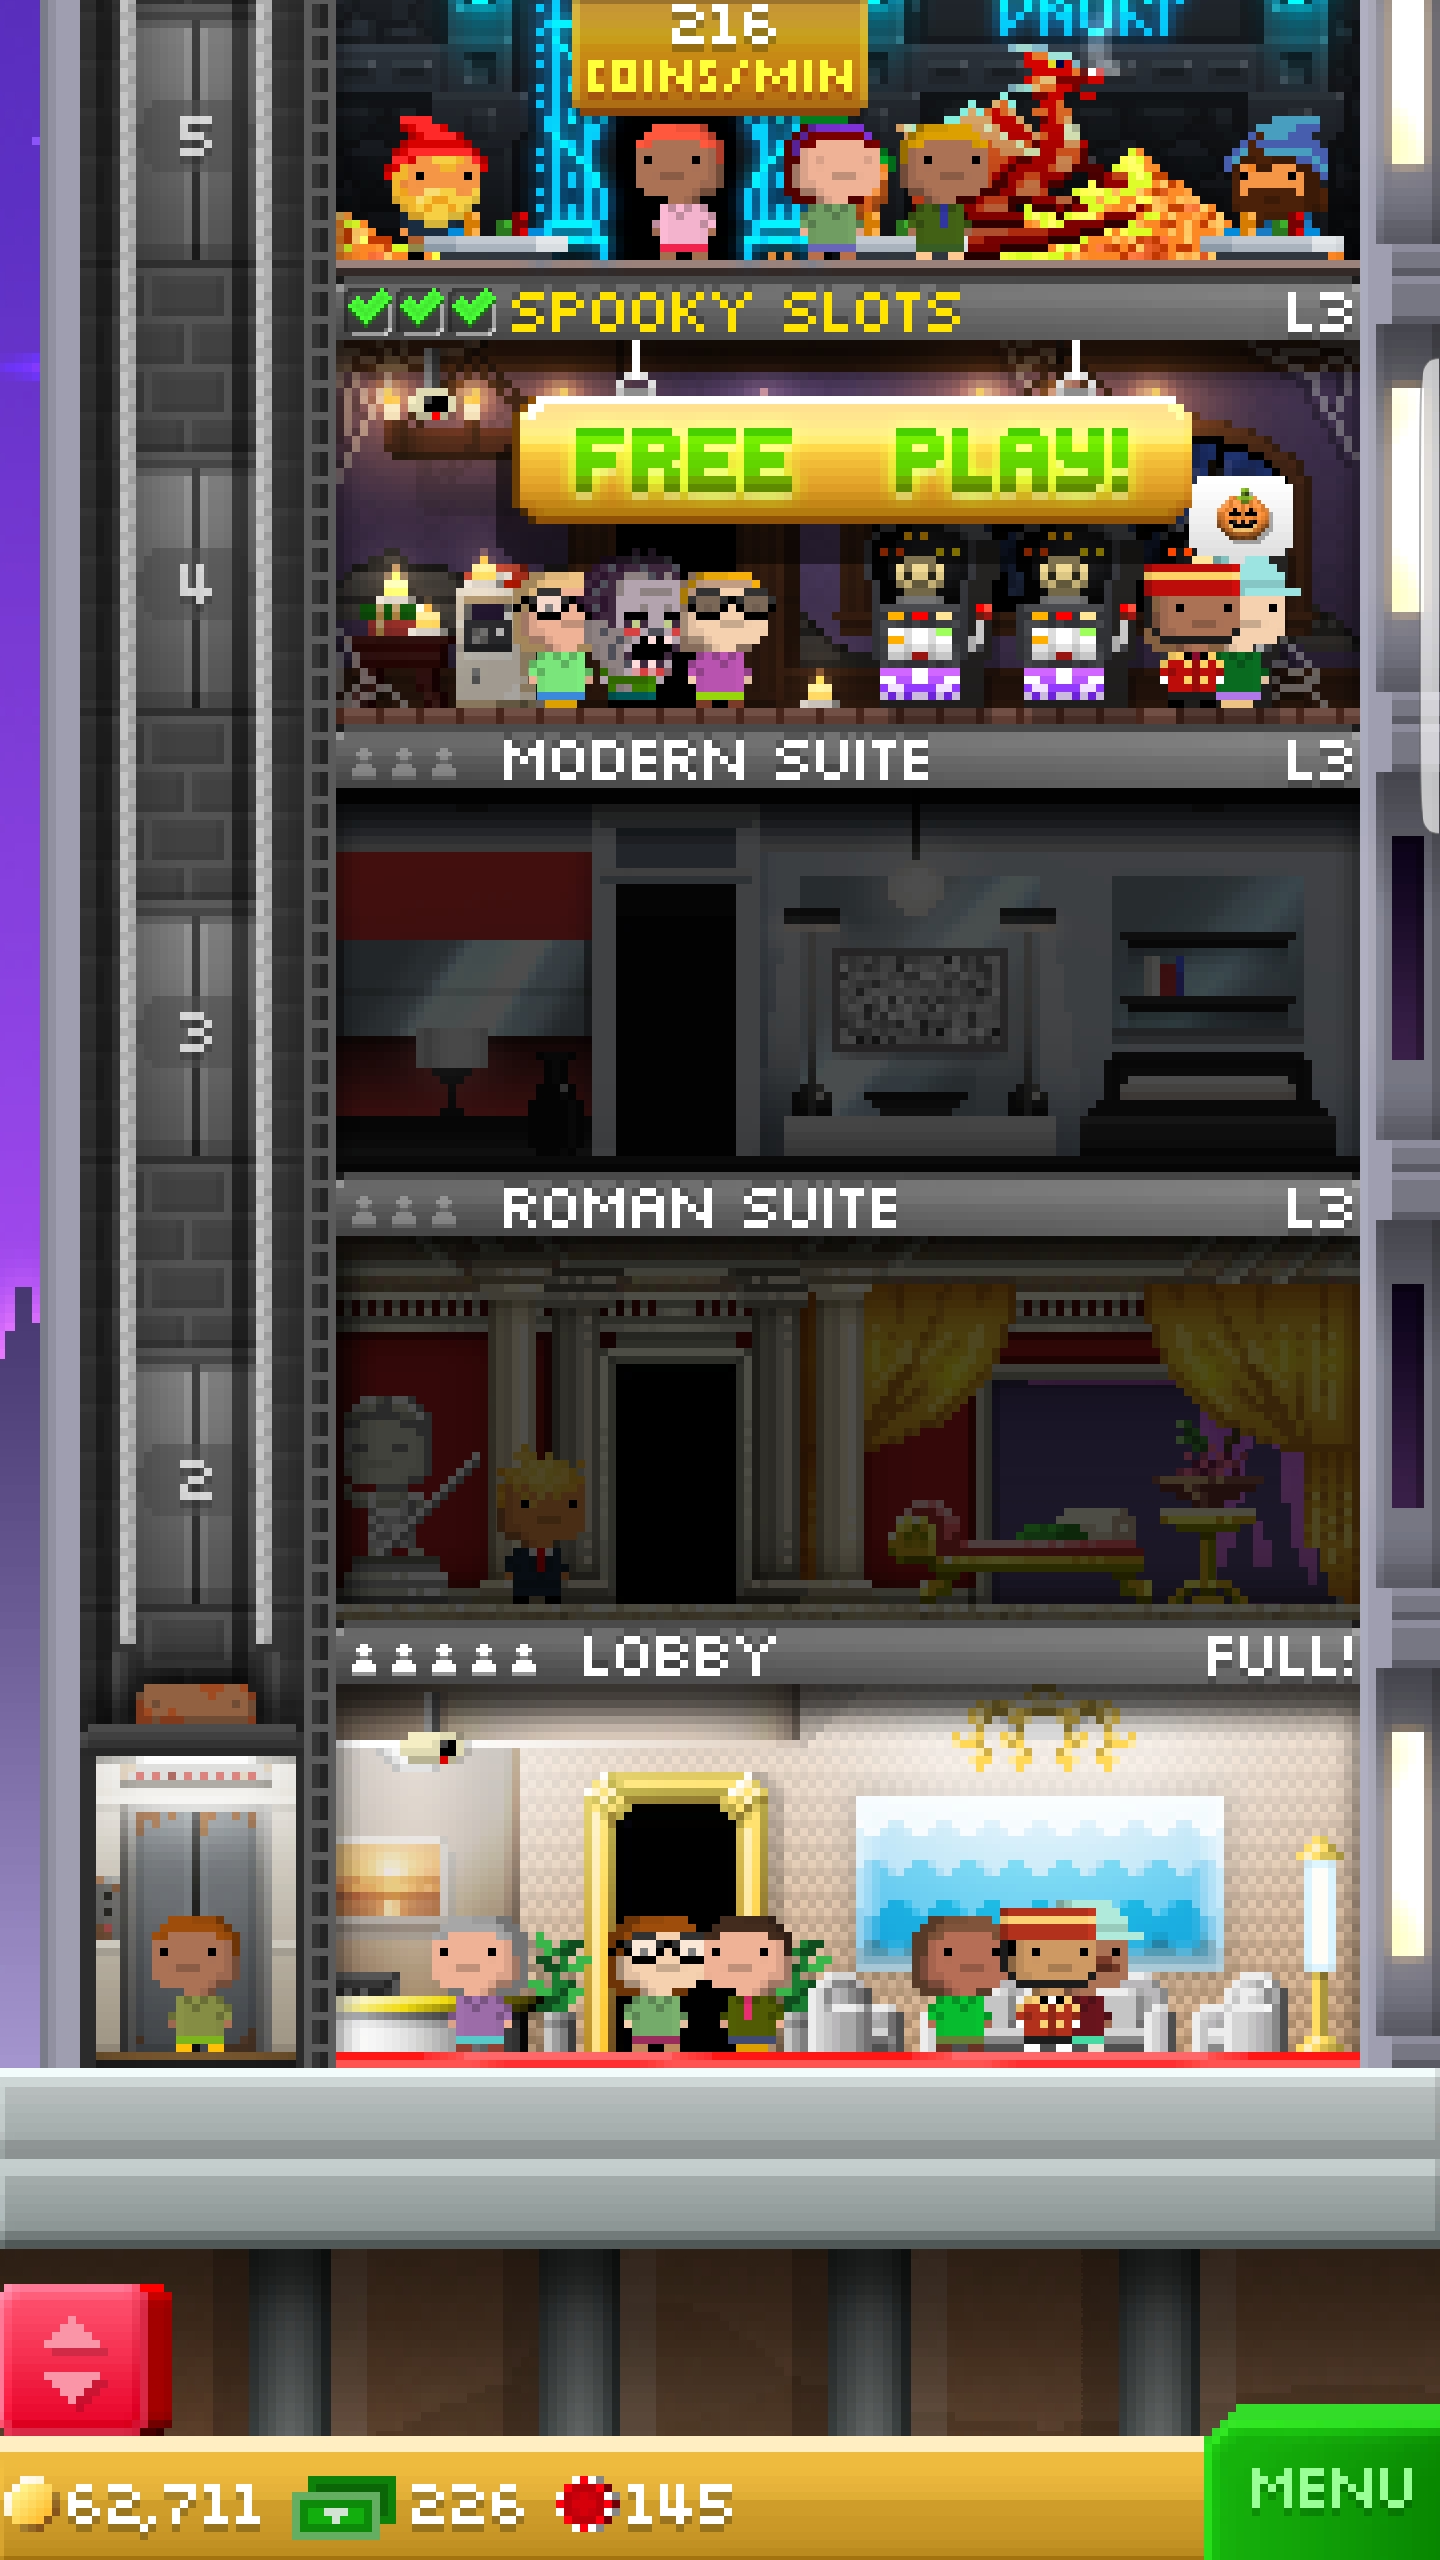 216
COINS/MIN
5
SPOOKY SLOTS L3
FREE PLAY!
4
MODERN SUITE L3
3
ROMAN SUITE L3
2
LOBBY FULL!
62,711 226 145
MENU